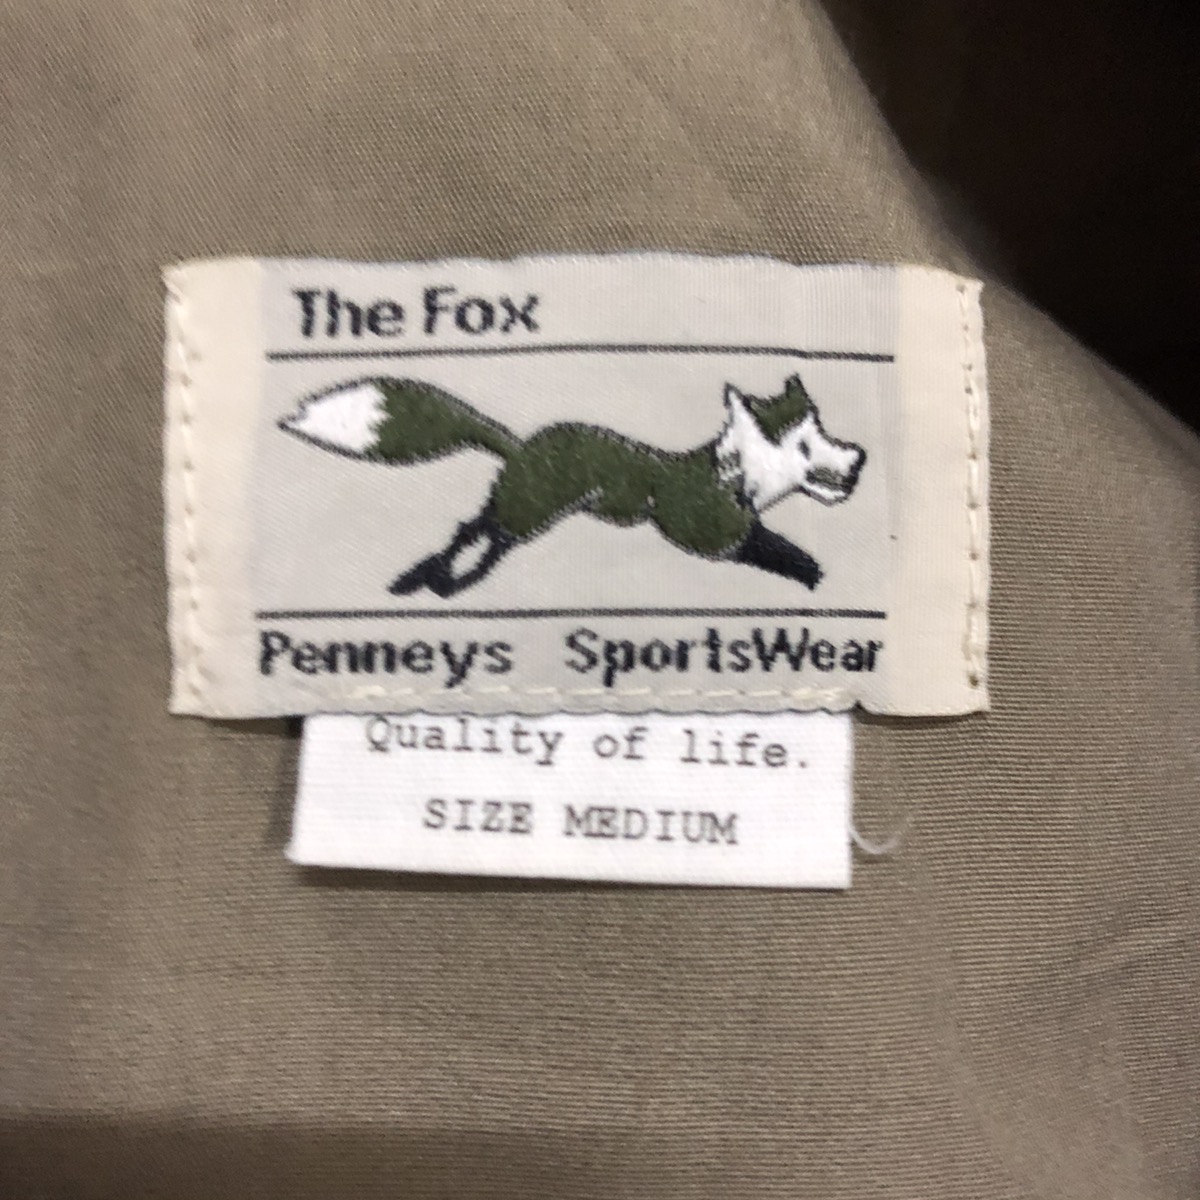 The Fox
Penneys SportsWear
Quality of life.
SIZE MEDIUM